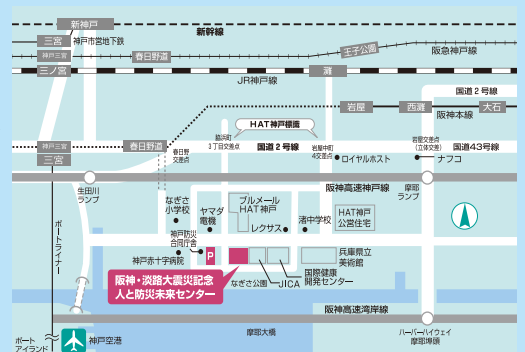 新神戸
新幹線
三宮
神戸市営地下鉄
神戸三宮
春日野道
王子公園
阪急神戸線
三ノ宮
JR神戸線
灘
国道2号線
岩屋
西灘
大石
阪本線
HAT神戸標識
神戸三宮
三宮
春日野道
春日野
交差点
脇浜町
3丁目交差点
国道2号線
岩屋中町
4交差点
岩屋交差点
(立体交差)
国道43号線
ロイヤルホスト
ナフコ
生田川
ランプ
阪神高速神戸線
摩耶
ランプ
なぎさ
小学校
ヤマダ
電機
ブルメール
HAT神戸
レクサス
渚中学校
HAT神戸
公営住宅
ポートライナー
神戸防災
合同庁舎
神戸赤十字病院
P
兵庫県立
美術館
国際健康
開発センター
JICA
なぎさ公園
阪神・淡路大震災記念
人と防災未来センター
阪神高速湾岸線
ポート
アイランド
神戸空港
摩耶大橋
ハーバーハイウェイ
摩耶埠頭